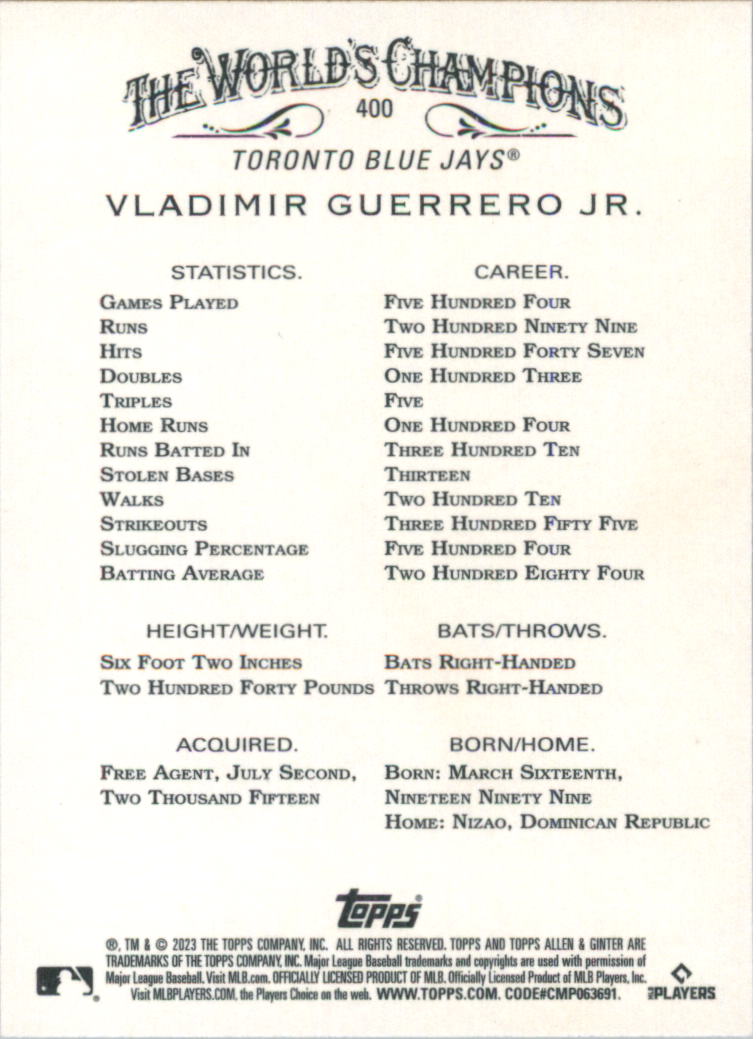 THE WORLD'S CHAMPIONS
400
TORONTO BLUE JAYS®
VLADIMIR GUERRERO JR.
STATISTICS. CAREER.
GAMES PLAYED FIVE HUNDRED FOUR
RUNS TWO HUNDRED NINETY NINE
HITS FIVE HUNDRED FORTY SEVEN
DOUBLES ONE HUNDRED THREE
TRIPLES FIVE
HOME RUNS ONE HUNDRED FOUR
RUNS BATTED IN THREE HUNDRED TEN
STOLEN BASES THIRTEEN
WALKS TWO HUNDRED TEN
STRIKEOUTS THREE HUNDRED FIFTY FIVE
SLUGGING PERCENTAGE FIVE HUNDRED FOUR
BATTING AVERAGE TWO HUNDRED EIGHTY FOUR
HEIGHT/WEIGHT. BATS/THROWS.
SIX FOOT TWO INCHES BATS RIGHT-HANDED
TWO HUNDRED FORTY POUNDS THROWS RIGHT-HANDED
ACQUIRED. BORN/HOME.
FREE AGENT, JULY SECOND, BORN: MARCH SIXTEENTH,
TWO THOUSAND FIFTEEN NINETEEN NINETY NINE
HOME: NIZAO, DOMINICAN REPUBLIC
Topps®
®, TM & © 2023 THE TOPPS COMPANY, INC. ALL RIGHTS RESERVED. TOPPS AND TOPPS ALLEN & GINTER ARE
TRADEMARKS OF THE TOPPS COMPANY, INC. Major League Baseball trademarks and copyrights are used with permission of
Major League Baseball. Visit MLB.com. OFFICIALLY LICENSED PRODUCT OF MLB. Officially Licensed Product of MLB Players, Inc.
Visit MLBPLAYERS.COM, the Players Choice on the web. WWW.TOPPS.COM. CODE#CMP063691.
MLB PLAYERS